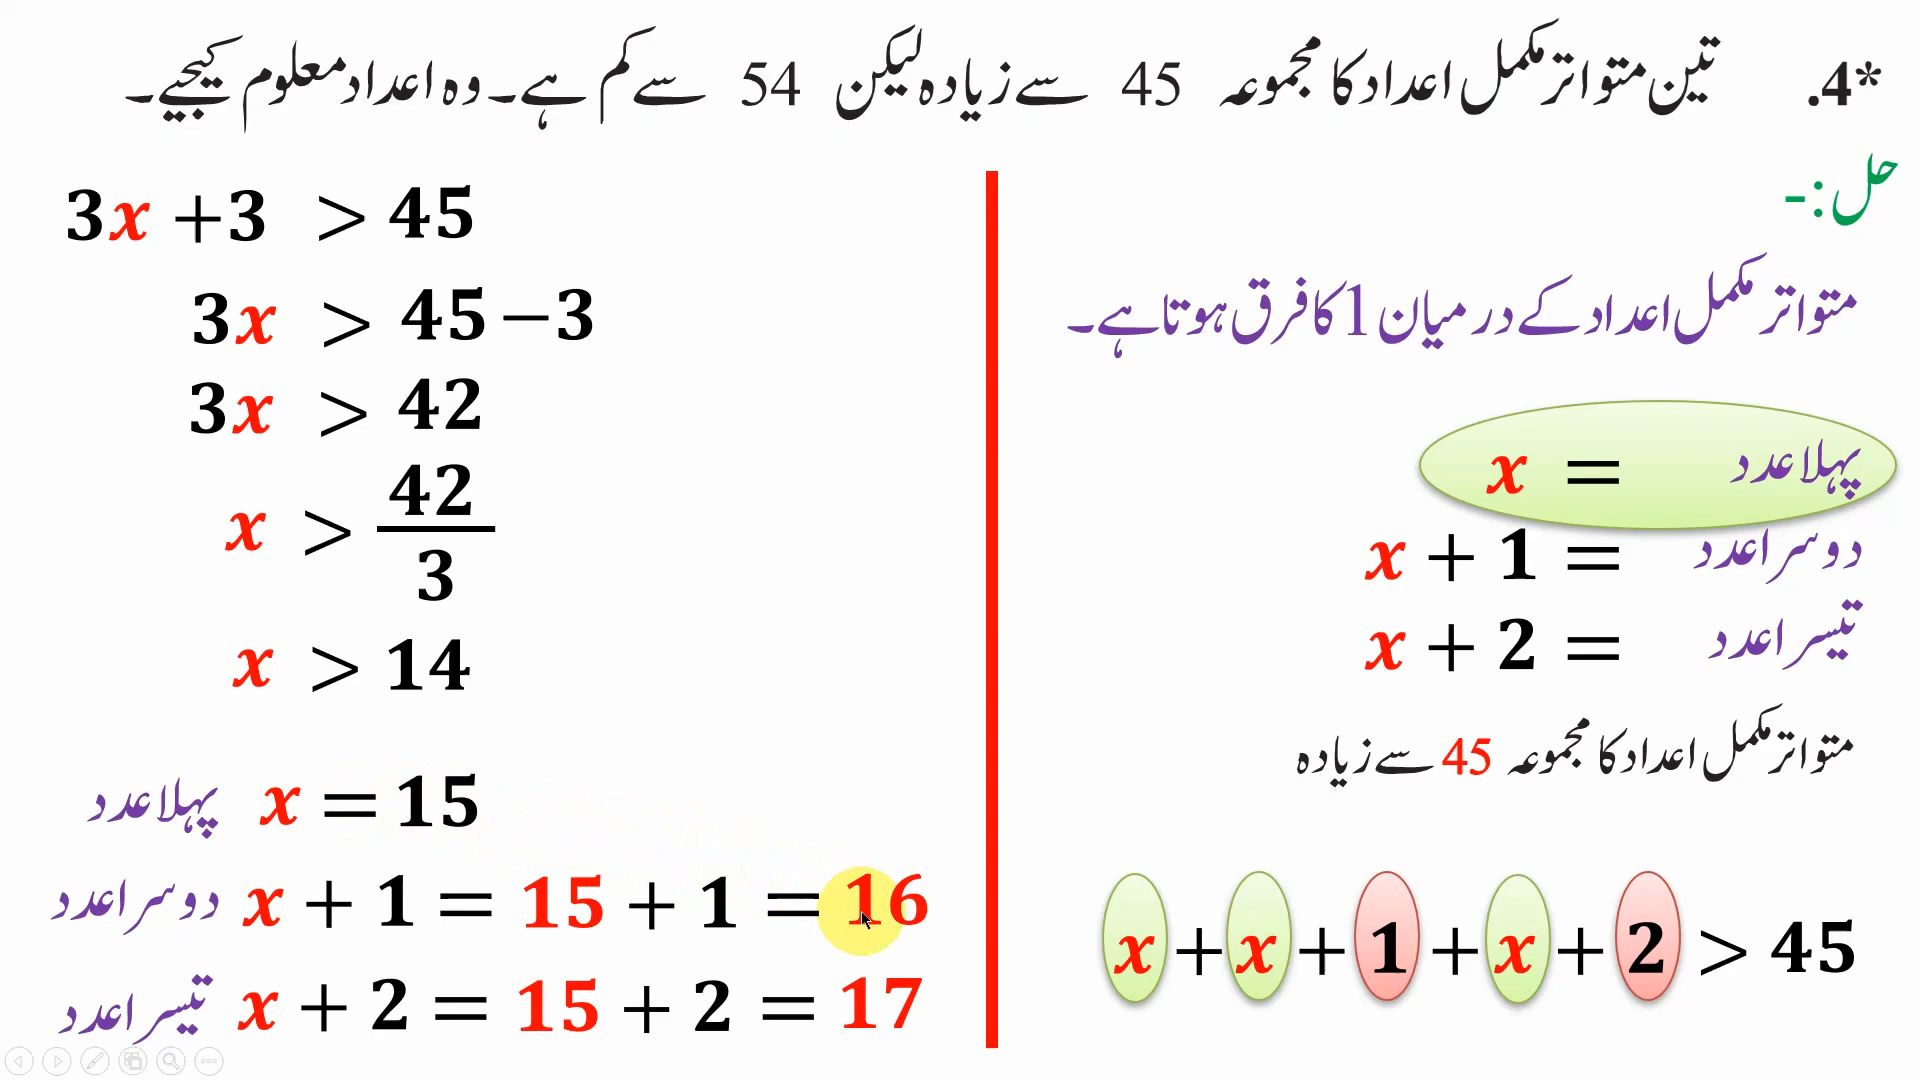 *4. تین متواتر مکمل اعداد کا مجموعہ 45 سے زیادہ لیکن 54 سے کم ہے۔ وہ اعداد معلوم کیجیے۔
حل:-
متواتر مکمل اعداد کے درمیان 1 کا فرق ہوتا ہے۔
پہلا عدد = x
دوسرا عدد = x + 1
تیسرا عدد = x + 2
متواتر مکمل اعداد کا مجموعہ 45 سے زیادہ
x + x + 1 + x + 2 > 45
3x + 3 > 45
3x > 45 − 3
3x > 42
x > 42/3
x > 14
پہلا عدد x = 15
دوسرا عدد x + 1 = 15 + 1 = 16
تیسرا عدد x + 2 = 15 + 2 = 17